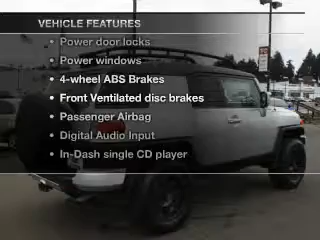 VEHICLE FEATURES
• Power door locks
• Power windows
• 4-wheel ABS Brakes
• Front Ventilated disc brakes
• Passenger Airbag
• Digital Audio Input
• In-Dash single CD player